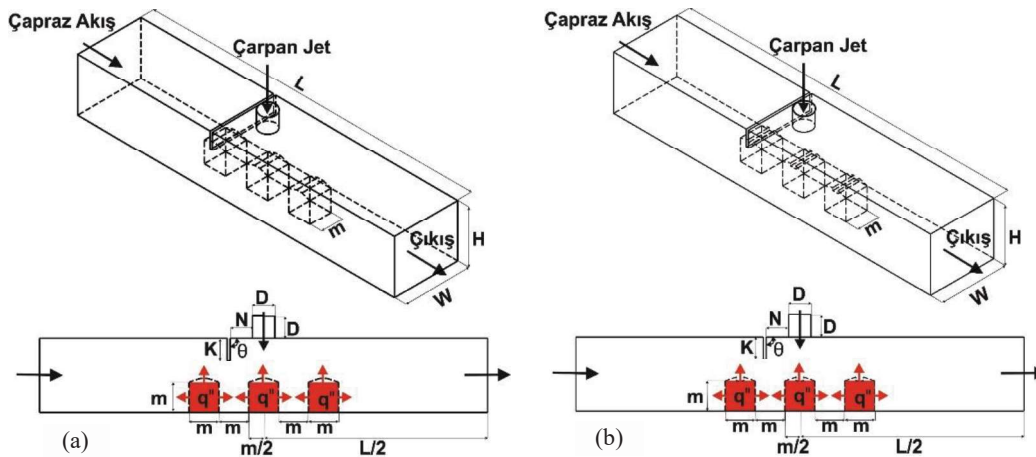 Çapraz Akış
Çarpan Jet
L
m
Çıkış
H
W
D
N
D
K
θ
m
q" q" q"
m m m m
m/2
L/2
(a)
Çapraz Akış
Çarpan Jet
L
m
Çıkış
H
W
D
N
D
K
θ
m
q" q" q"
m m m m
m/2
L/2
(b)